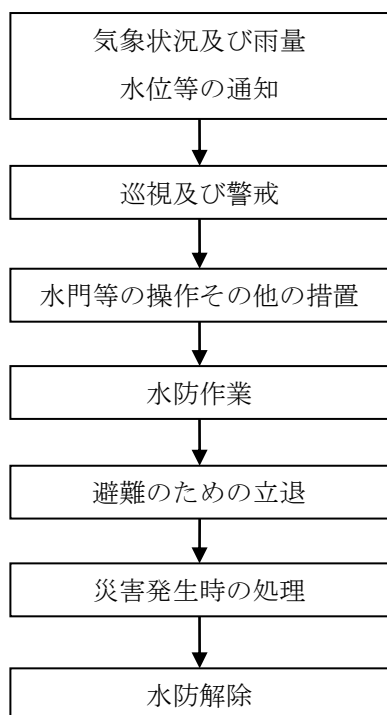 気象状況及び雨量
水位等の通知
巡視及び警戒
水門等の操作その他の措置
水防作業
避難のための立退
災害発生時の処理
水防解除